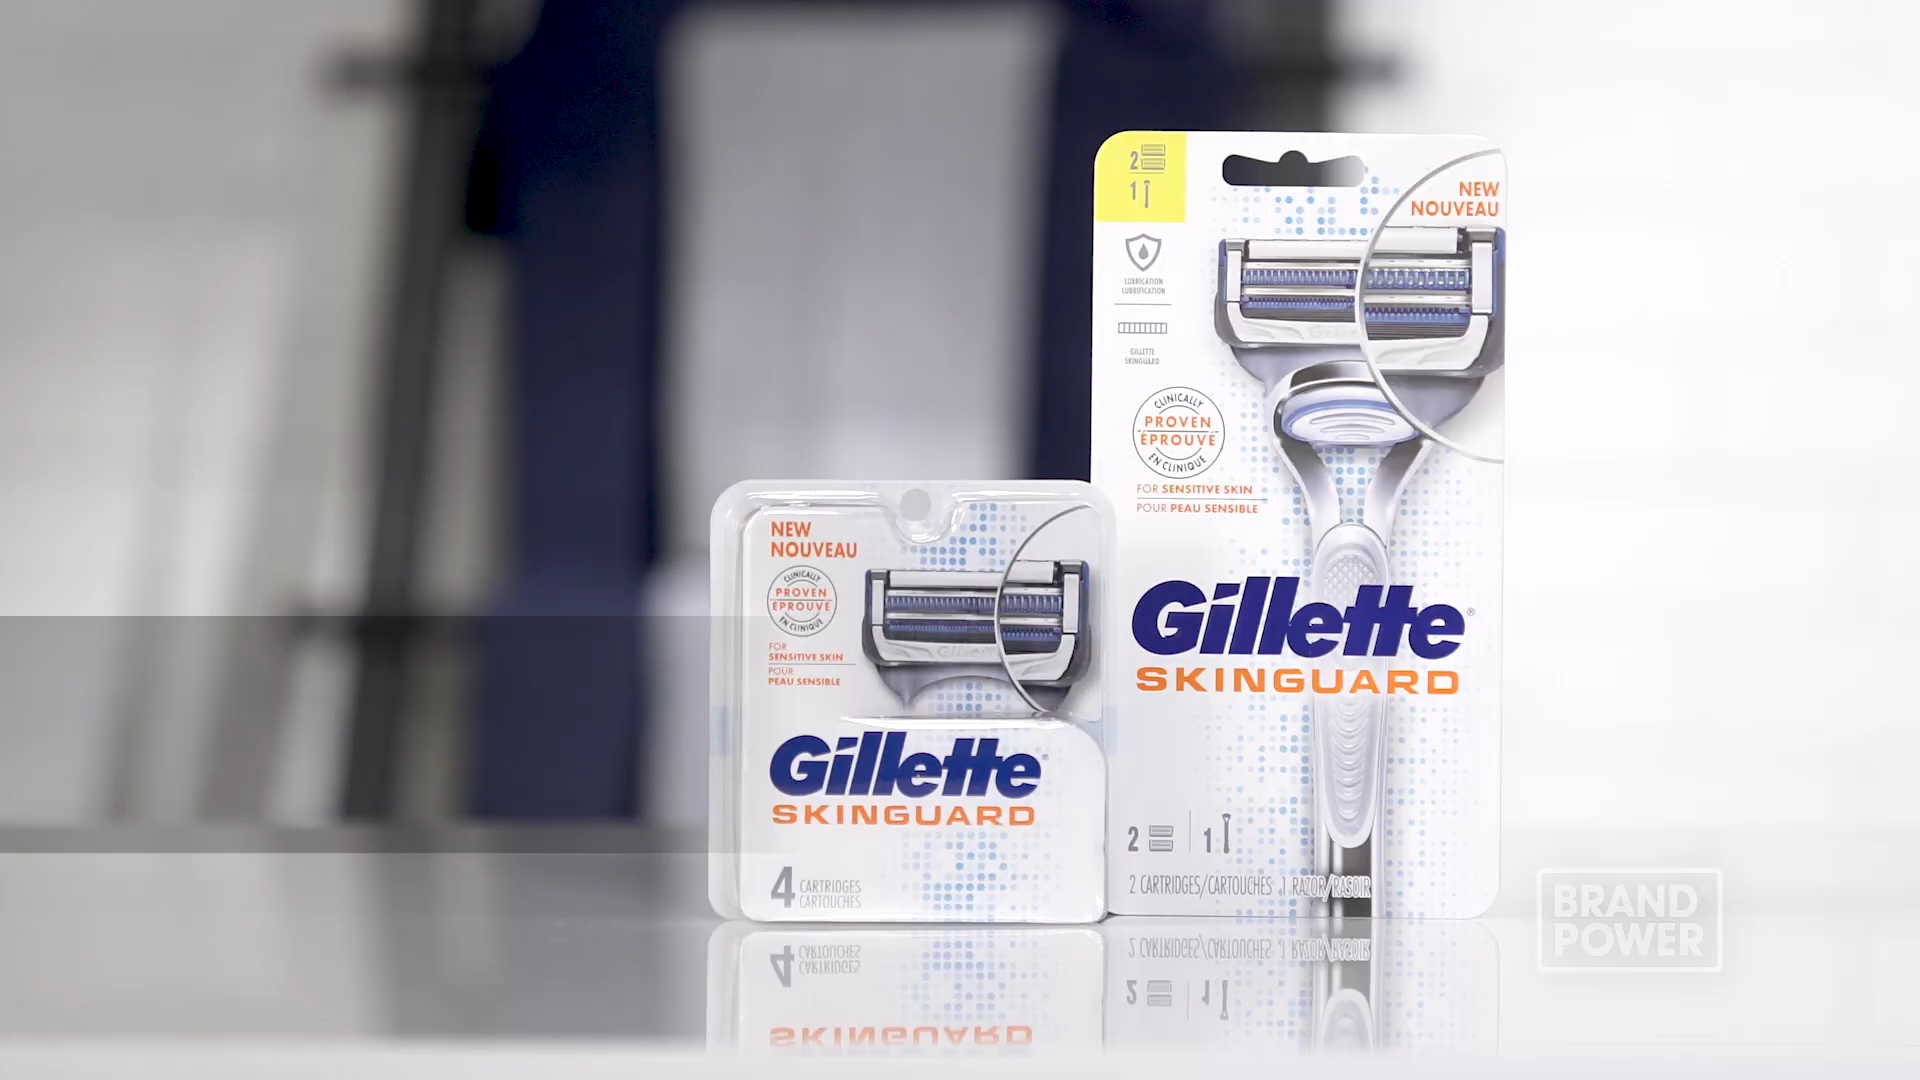 NEW
NOUVEAU
CLINICALLY
PROVEN
ÉPROUVÉ
EN CLINIQUE
FOR
SENSITIVE SKIN
POUR
PEAU SENSIBLE
Gillette®
SKINGUARD
4 CARTRIDGES
CARTOUCHES
2
1
NEW
NOUVEAU
LUBRICATION
LUBRIFICATION
GILLETTE
SKINGUARD
CLINICALLY
PROVEN
ÉPROUVÉ
EN CLINIQUE
FOR SENSITIVE SKIN
POUR PEAU SENSIBLE
Gillette®
SKINGUARD
2 1
2 CARTRIDGES/CARTOUCHES 1 RAZOR/RASOIR
BRAND
POWER